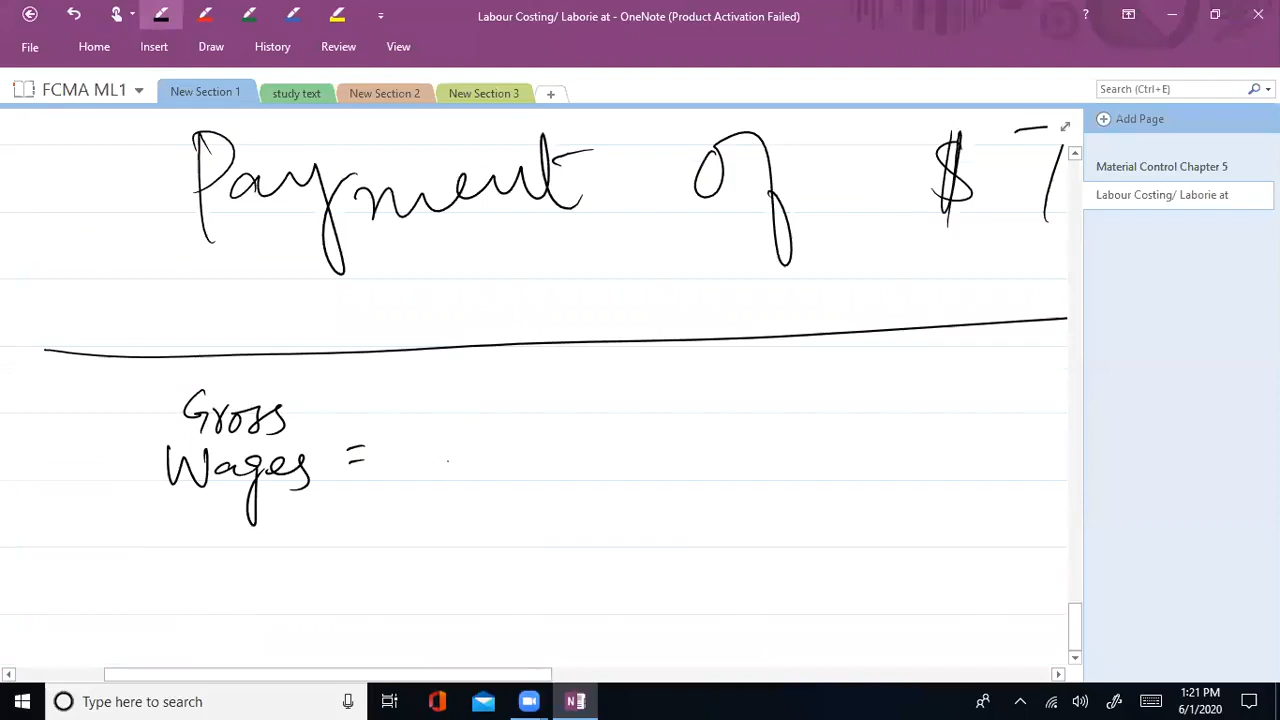 Labour Costing/ Laborie at - OneNote (Product Activation Failed)
File Home Insert Draw History Review View
FCMA ML1 New Section 1 study text New Section 2 New Section 3
Search (Ctrl+E)
Add Page
Material Control Chapter 5
Labour Costing/ Laborie at
Payment of $
Gross
Wages =
Type here to search
1:21 PM
6/1/2020